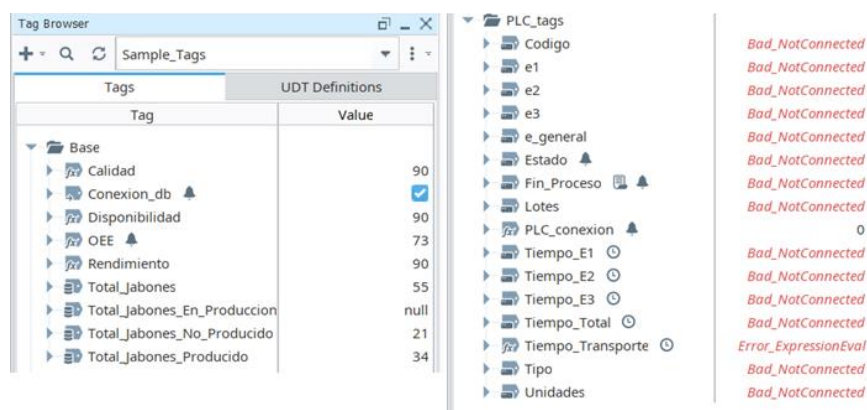 Tag Browser
Sample_Tags
Tags UDT Definitions
Tag Value
Base
Calidad 90
Conexion_db
Disponibilidad 90
OEE 73
Rendimiento 90
Total_Jabones 55
Total_Jabones_En_Produccion null
Total_Jabones_No_Producido 21
Total_Jabones_Producido 34
PLC_tags
Codigo Bad_NotConnected
e1 Bad_NotConnected
e2 Bad_NotConnected
e3 Bad_NotConnected
e_general Bad_NotConnected
Estado Bad_NotConnected
Fin_Proceso Bad_NotConnected
Lotes Bad_NotConnected
PLC_conexion 0
Tiempo_E1 Bad_NotConnected
Tiempo_E2 Bad_NotConnected
Tiempo_E3 Bad_NotConnected
Tiempo_Total Bad_NotConnected
Tiempo_Transporte Error_ExpressionEval
Tipo Bad_NotConnected
Unidades Bad_NotConnected